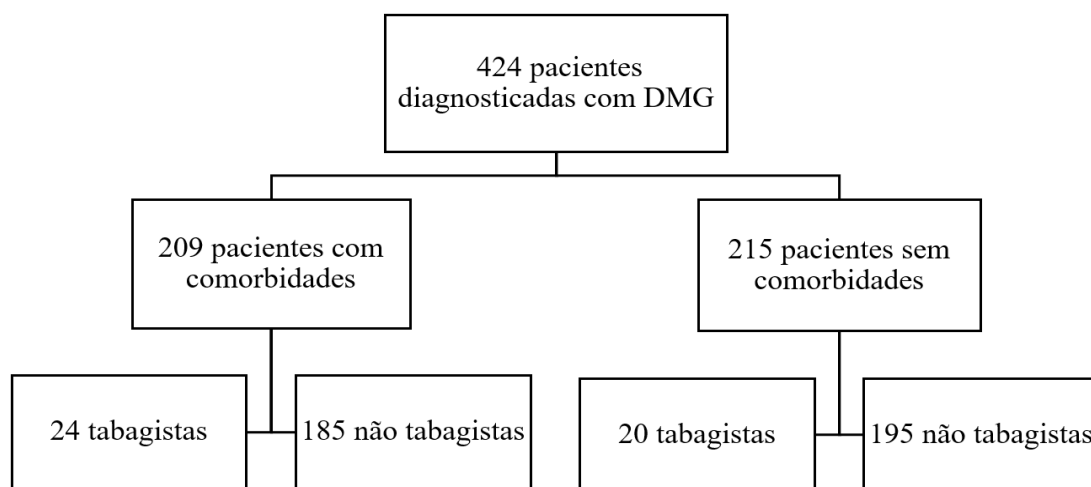 424 pacientes
diagnosticadas com DMG
209 pacientes com
comorbidades
215 pacientes sem
comorbidades
24 tabagistas
185 não tabagistas
20 tabagistas
195 não tabagistas